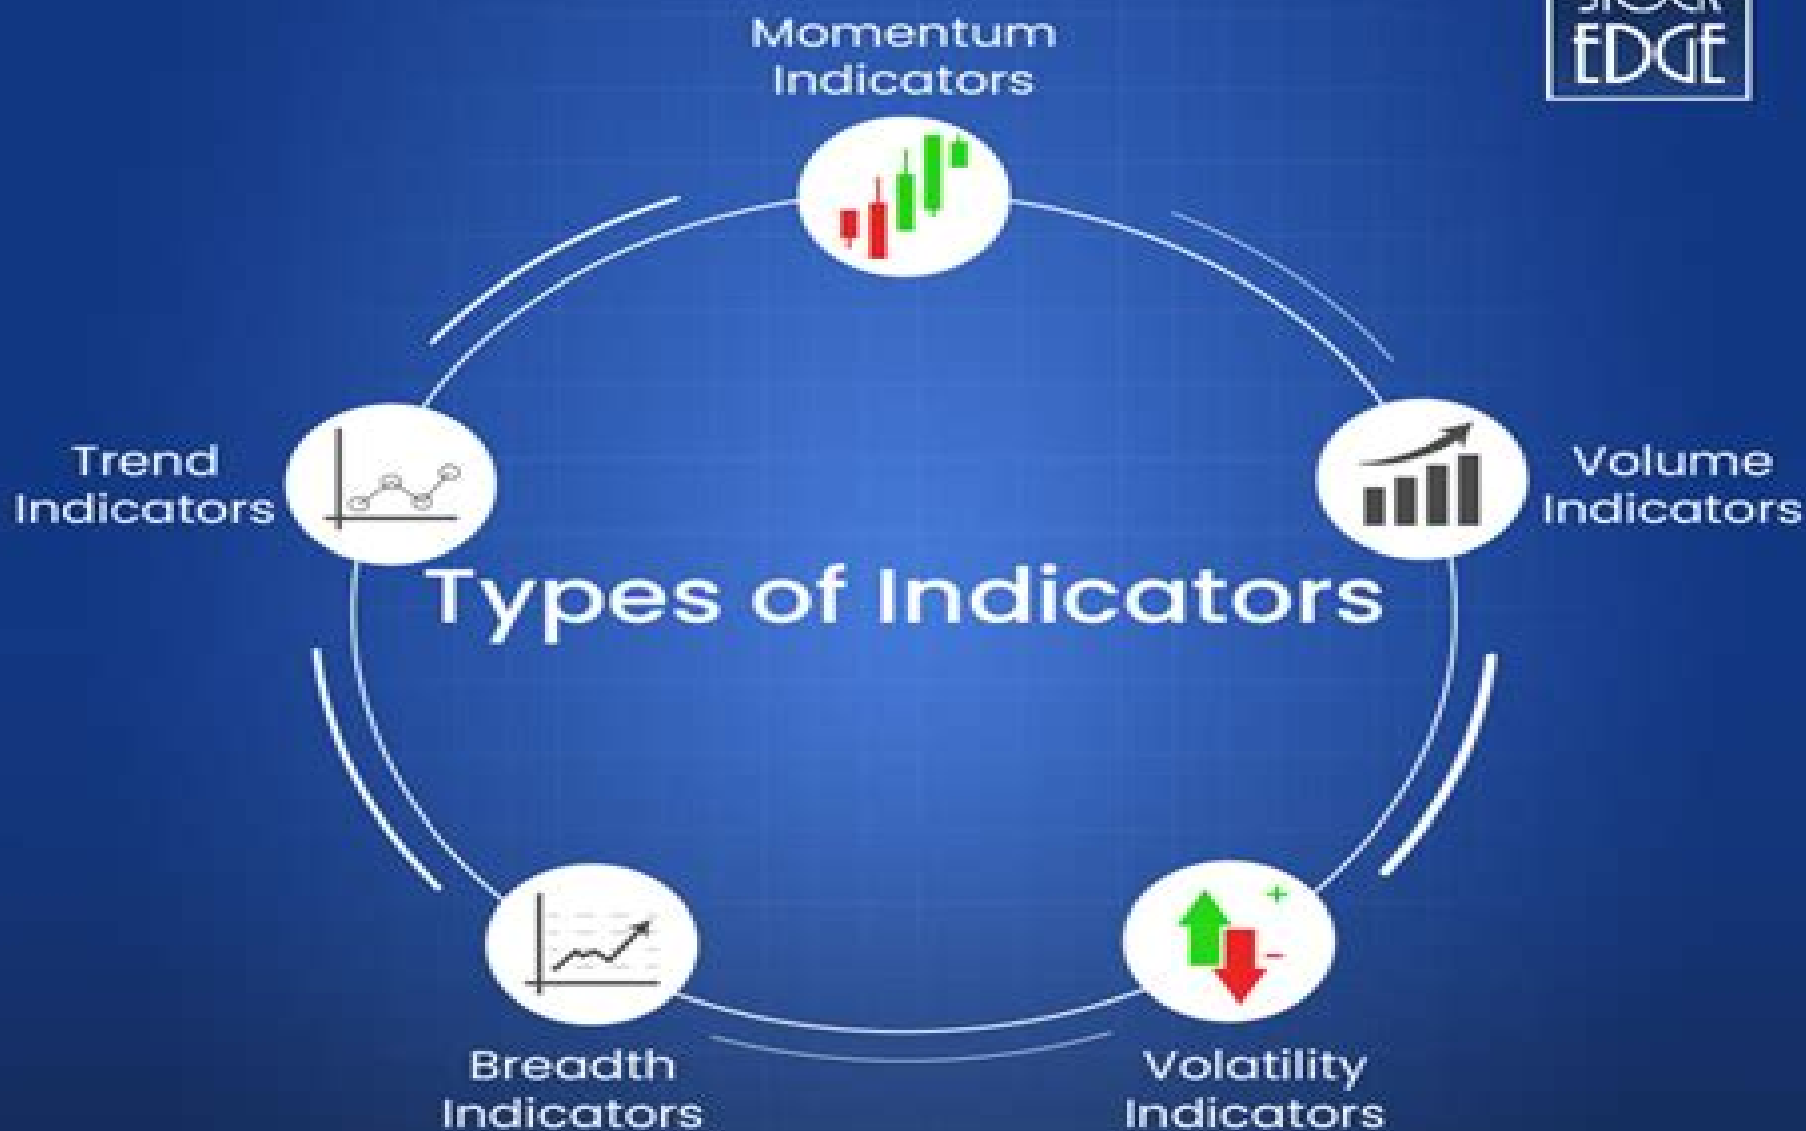 Momentum
Indicators
EDGE
Trend
Indicators
Volume
Indicators
Types of Indicators
Breadth
Indicators
Volatility
Indicators
+
-